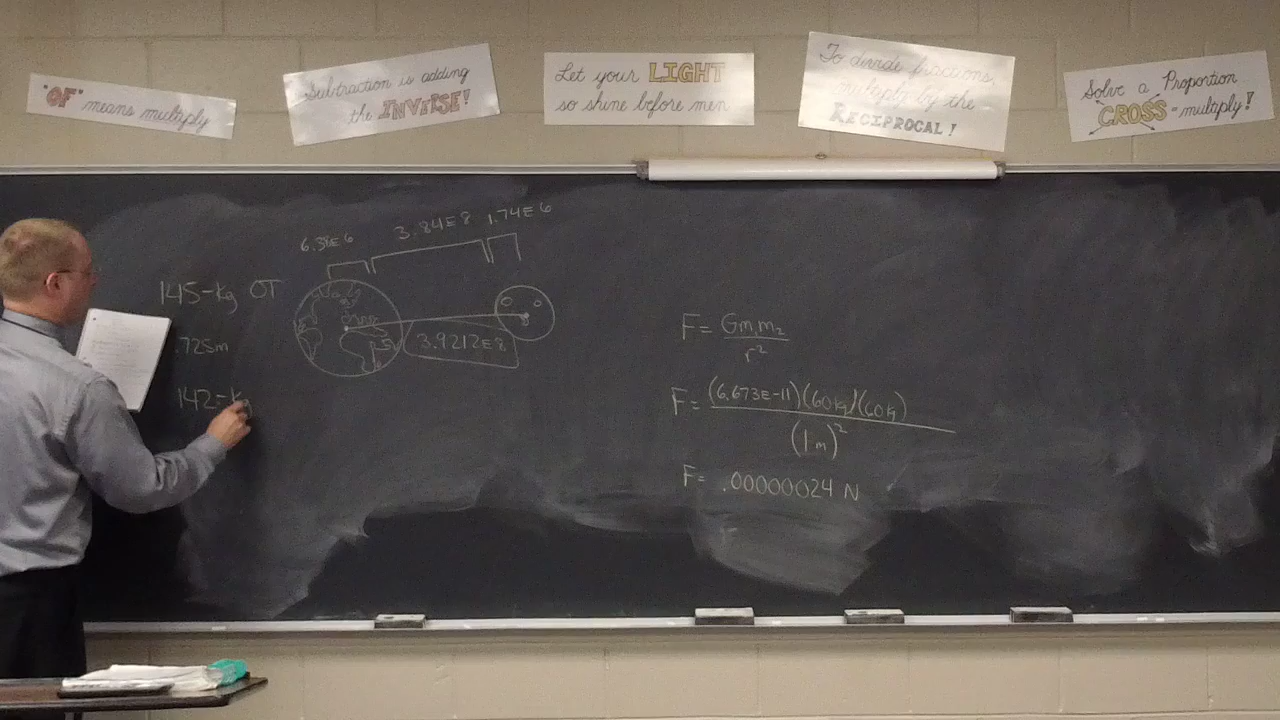 "OF" means multiply
Subtraction is adding
the INVERSE!
Let your LIGHT
so shine before men
To divide fractions,
multiply by the
RECIPROCAL!
Solve a Proportion
CROSS-multiply!
6.38E6
3.84E8
1.74E6
145-kg OT
.725m
142-kg
3.9212E8
F = Gm₁m₂
r²
F = (6.673E-11)(60kg)(60kg)
(1m)²
F = .00000024 N